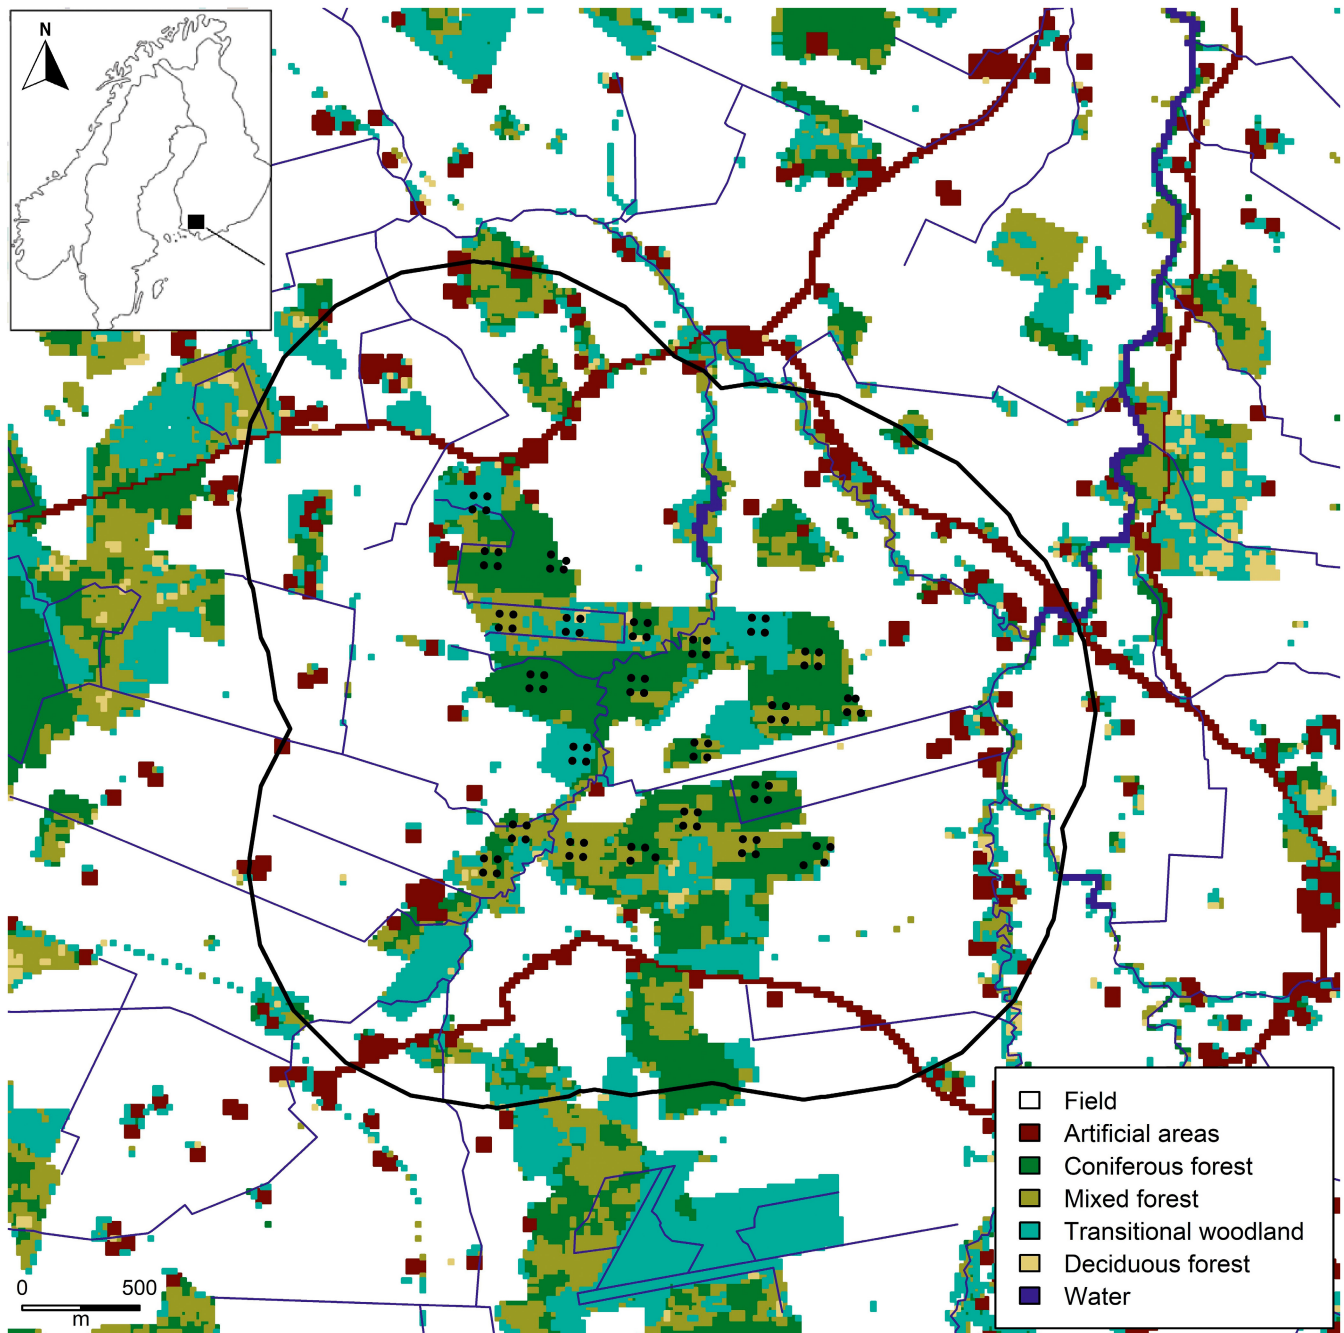 N
Field
Artificial areas
Coniferous forest
Mixed forest
Transitional woodland
Deciduous forest
Water
0 500
m